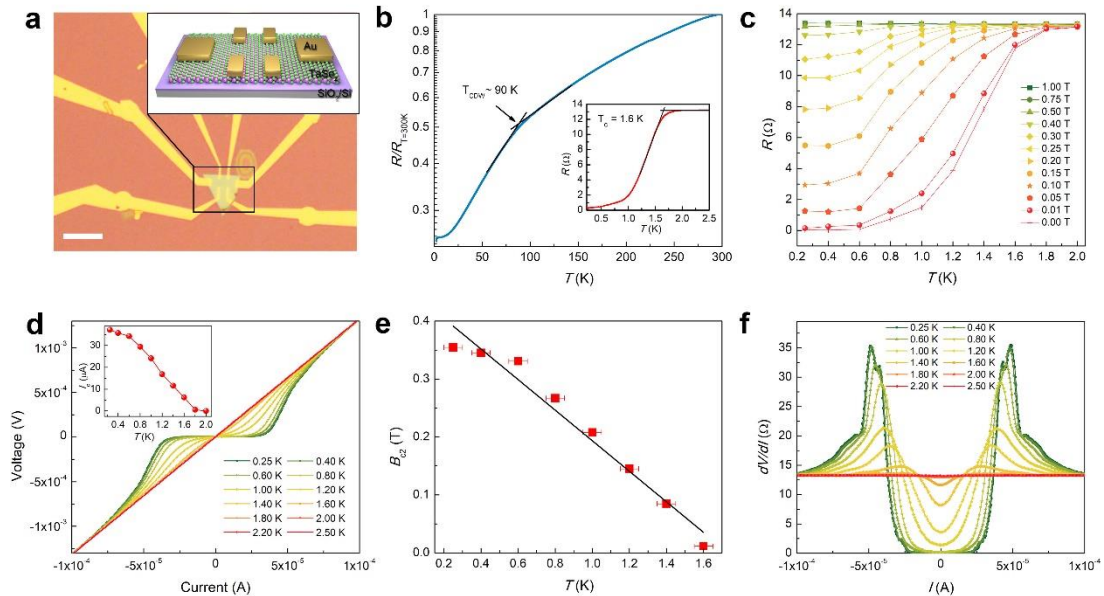 a
Au
TaSe
SiO2/Si
b
R/RT=300K
1
0.9
0.8
0.7
0.6
0.5
0.4
0.3
TCDW~ 90 K
Tc = 1.6 K
R (Ω)
14
12
10
8
6
4
2
0
0.5 1.0 1.5 2.0 2.5
T (K)
0 50 100 150 200 250 300
T (K)
c
R (Ω)
14
13
12
11
10
9
8
7
6
5
4
3
2
1
0
1.00 T
0.75 T
0.50 T
0.40 T
0.30 T
0.25 T
0.20 T
0.15 T
0.10 T
0.05 T
0.01 T
0.00 T
0.2 0.4 0.6 0.8 1.0 1.2 1.4 1.6 1.8 2.0
T (K)
d
Voltage (V)
1x10-3
5x10-4
0
-5x10-4
-1x10-3
Ic (μA)
30
20
10
0
0.4 0.8 1.2 1.6 2.0
T (K)
0.25 K 0.40 K
0.60 K 0.80 K
1.00 K 1.20 K
1.40 K 1.60 K
1.80 K 2.00 K
2.20 K 2.50 K
-1x10-4 -5x10-5 0 5x10-5 1x10-4
Current (A)
e
Bc2 (T)
0.4
0.3
0.2
0.1
0.0
0.2 0.4 0.6 0.8 1.0 1.2 1.4 1.6
T (K)
f
dV/dI (Ω)
40
35
30
25
20
15
10
5
0
0.25 K 0.40 K
0.60 K 0.80 K
1.00 K 1.20 K
1.40 K 1.60 K
1.80 K 2.00 K
2.20 K 2.50 K
-1x10-4 -5x10-5 0 5x10-5 1x10-4
I (A)